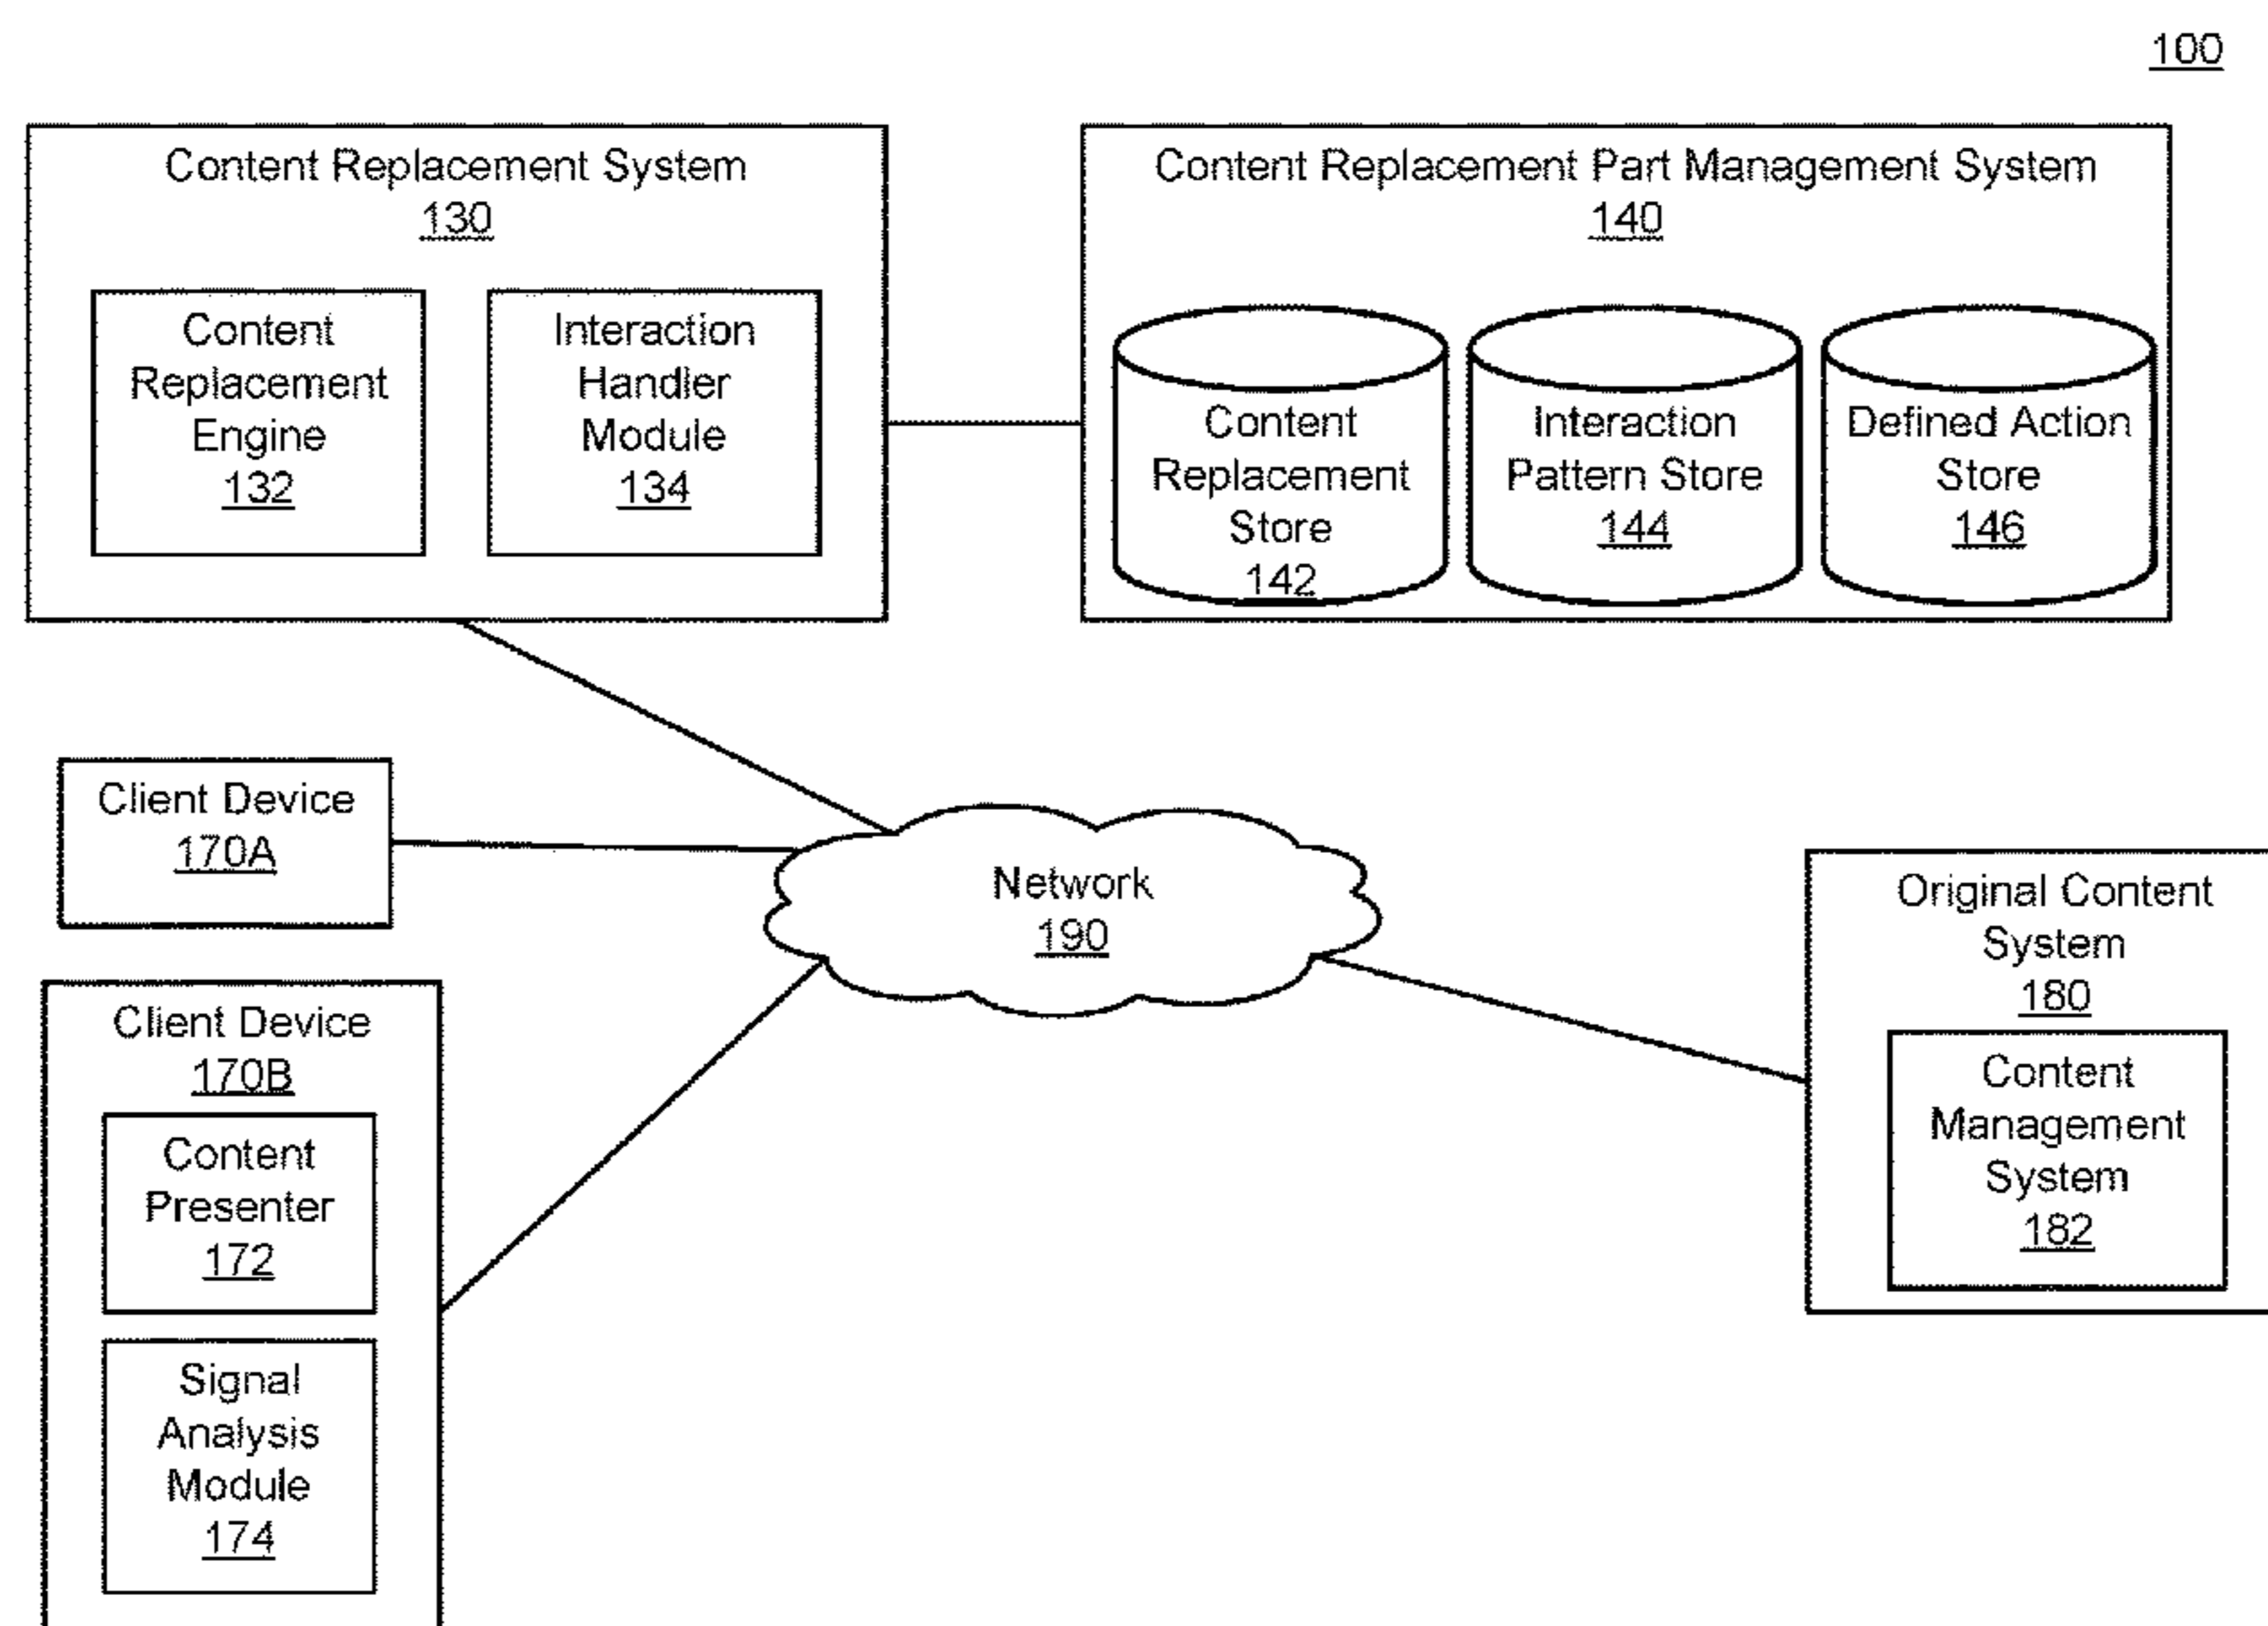 100
Content Replacement System
130
Content
Replacement
Engine
132
Interaction
Handler
Module
134
Content Replacement Part Management System
140
Content
Replacement
Store
142
Interaction
Pattern Store
144
Defined Action
Store
146
Client Device
170A
Network
190
Original Content
System
180
Content
Management
System
182
Client Device
170B
Content
Presenter
172
Signal
Analysis
Module
174